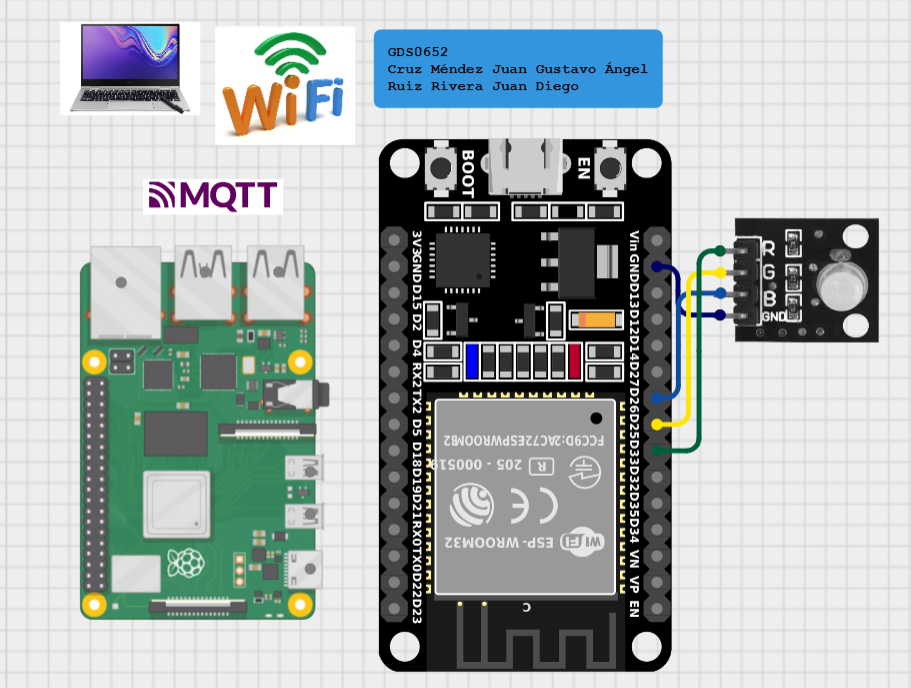 WiFi
GDS0652
Cruz Méndez Juan Gustavo Ángel
Ruiz Rivera Juan Diego
MQTT
BOOT
EN
3V3
GND
D15
D2
D4
RX2
TX2
D5
D18
D19
D21
RX0
TX0
D22
D23
Vin
GND
D13
D12
D14
D27
D26
D25
D33
D32
D35
D34
VN
VP
EN
R
G
B
GND
FCC9D:2AC72ESPWROOM32
R
205 - 000519
CE
WiFi
ESP-WROOM32
C